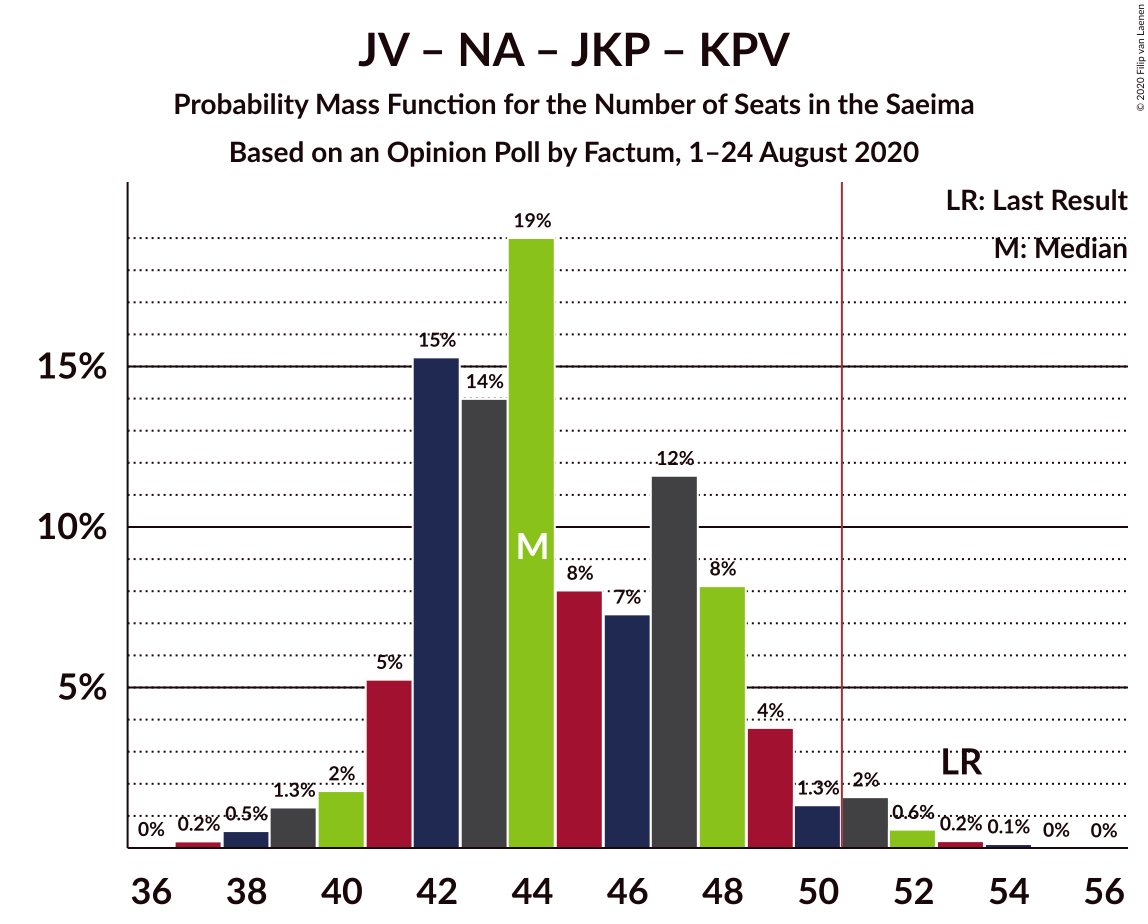 JV – NA – JKP – KPV
Probability Mass Function for the Number of Seats in the Saeima
Based on an Opinion Poll by Factum, 1–24 August 2020
© 2020 Filip van Laenen
LR: Last Result
M: Median
15%
10%
5%
0%
0.2%
0.5%
1.3%
2%
5%
15%
14%
19%
M
8%
7%
12%
8%
4%
1.3%
2%
0.6%
LR
0.2%
0.1%
0%
0%
36 38 40 42 44 46 48 50 52 54 56